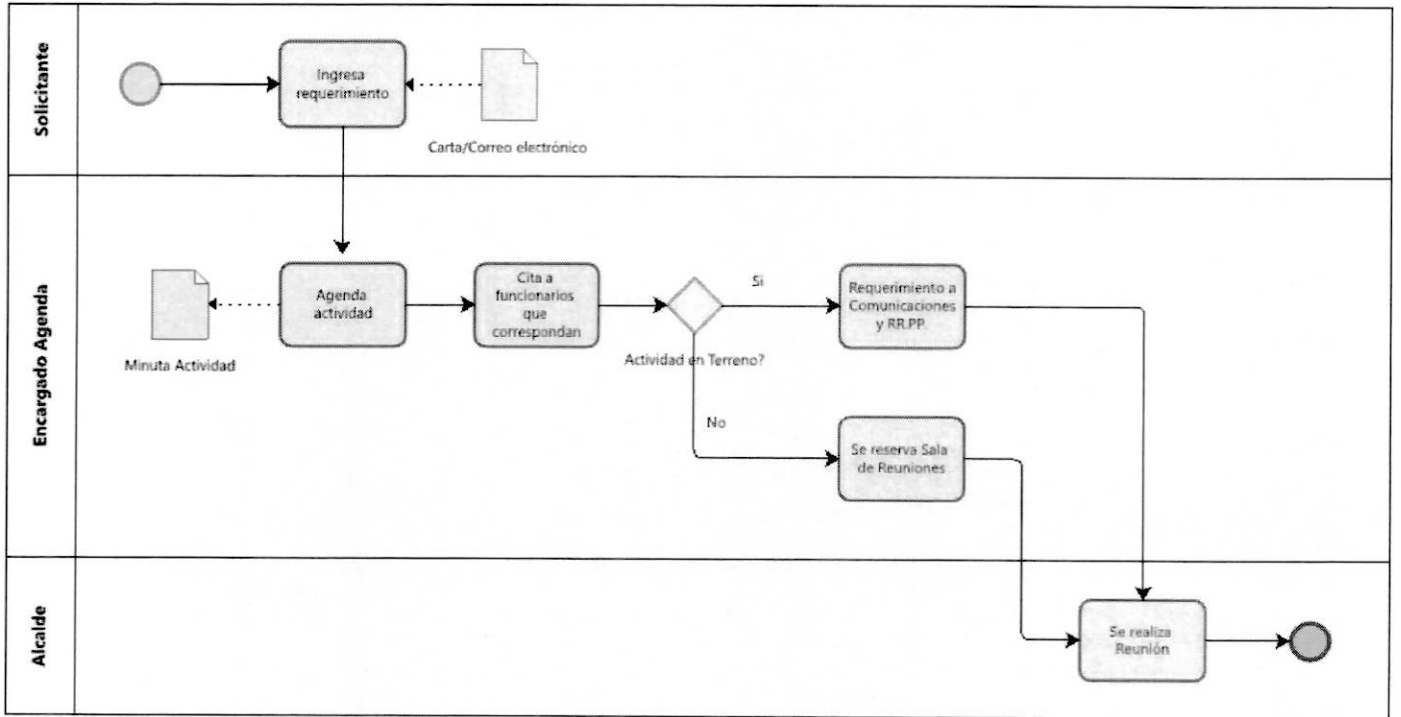 Solicitante
Ingresa
requerimiento
Carta/Correo electrónico
Encargado Agenda
Minuta Actividad
Agenda
actividad
Cita a
funcionarios
que
correspondan
Actividad en Terreno?
Si
Requerimiento a
Comunicaciones
y RR.PP.
No
Se reserva Sala
de Reuniones
Alcalde
Se realiza
Reunión